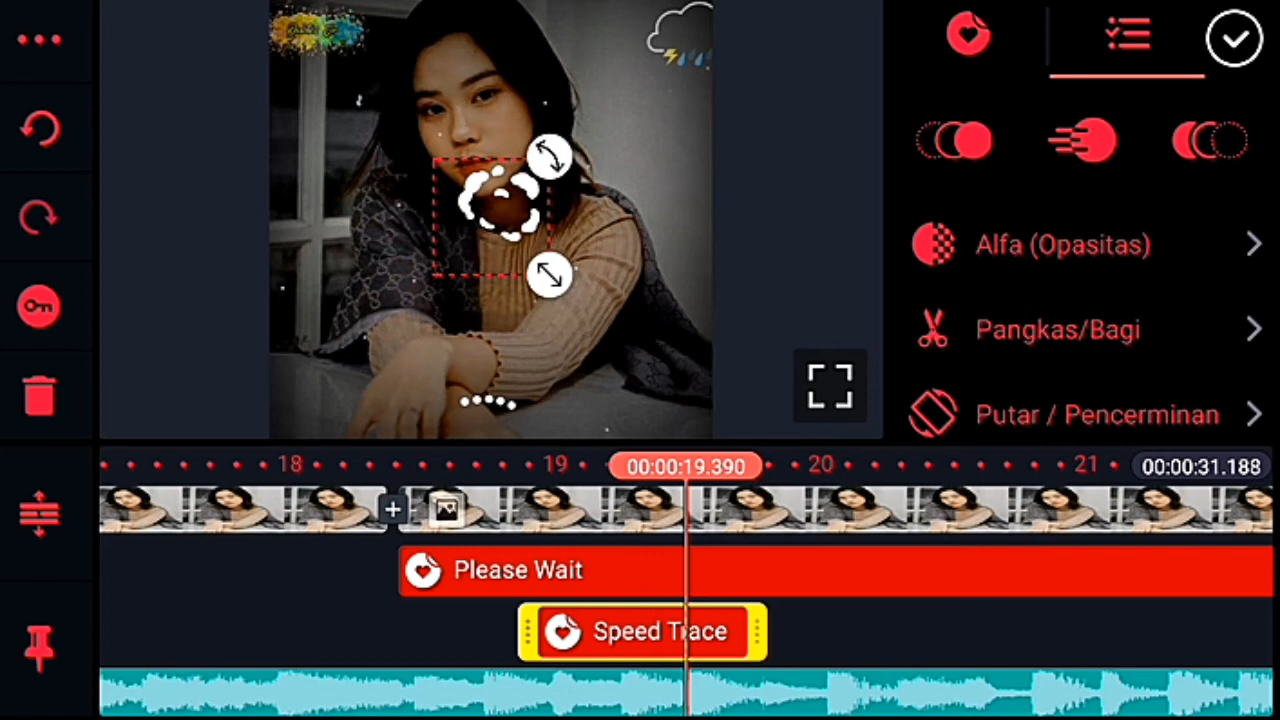 Alfa (Opasitas)
Pangkas/Bagi
Putar / Pencerminan
18
19
00:00:19.390
20
21
00:00:31.188
Please Wait
Speed Trace